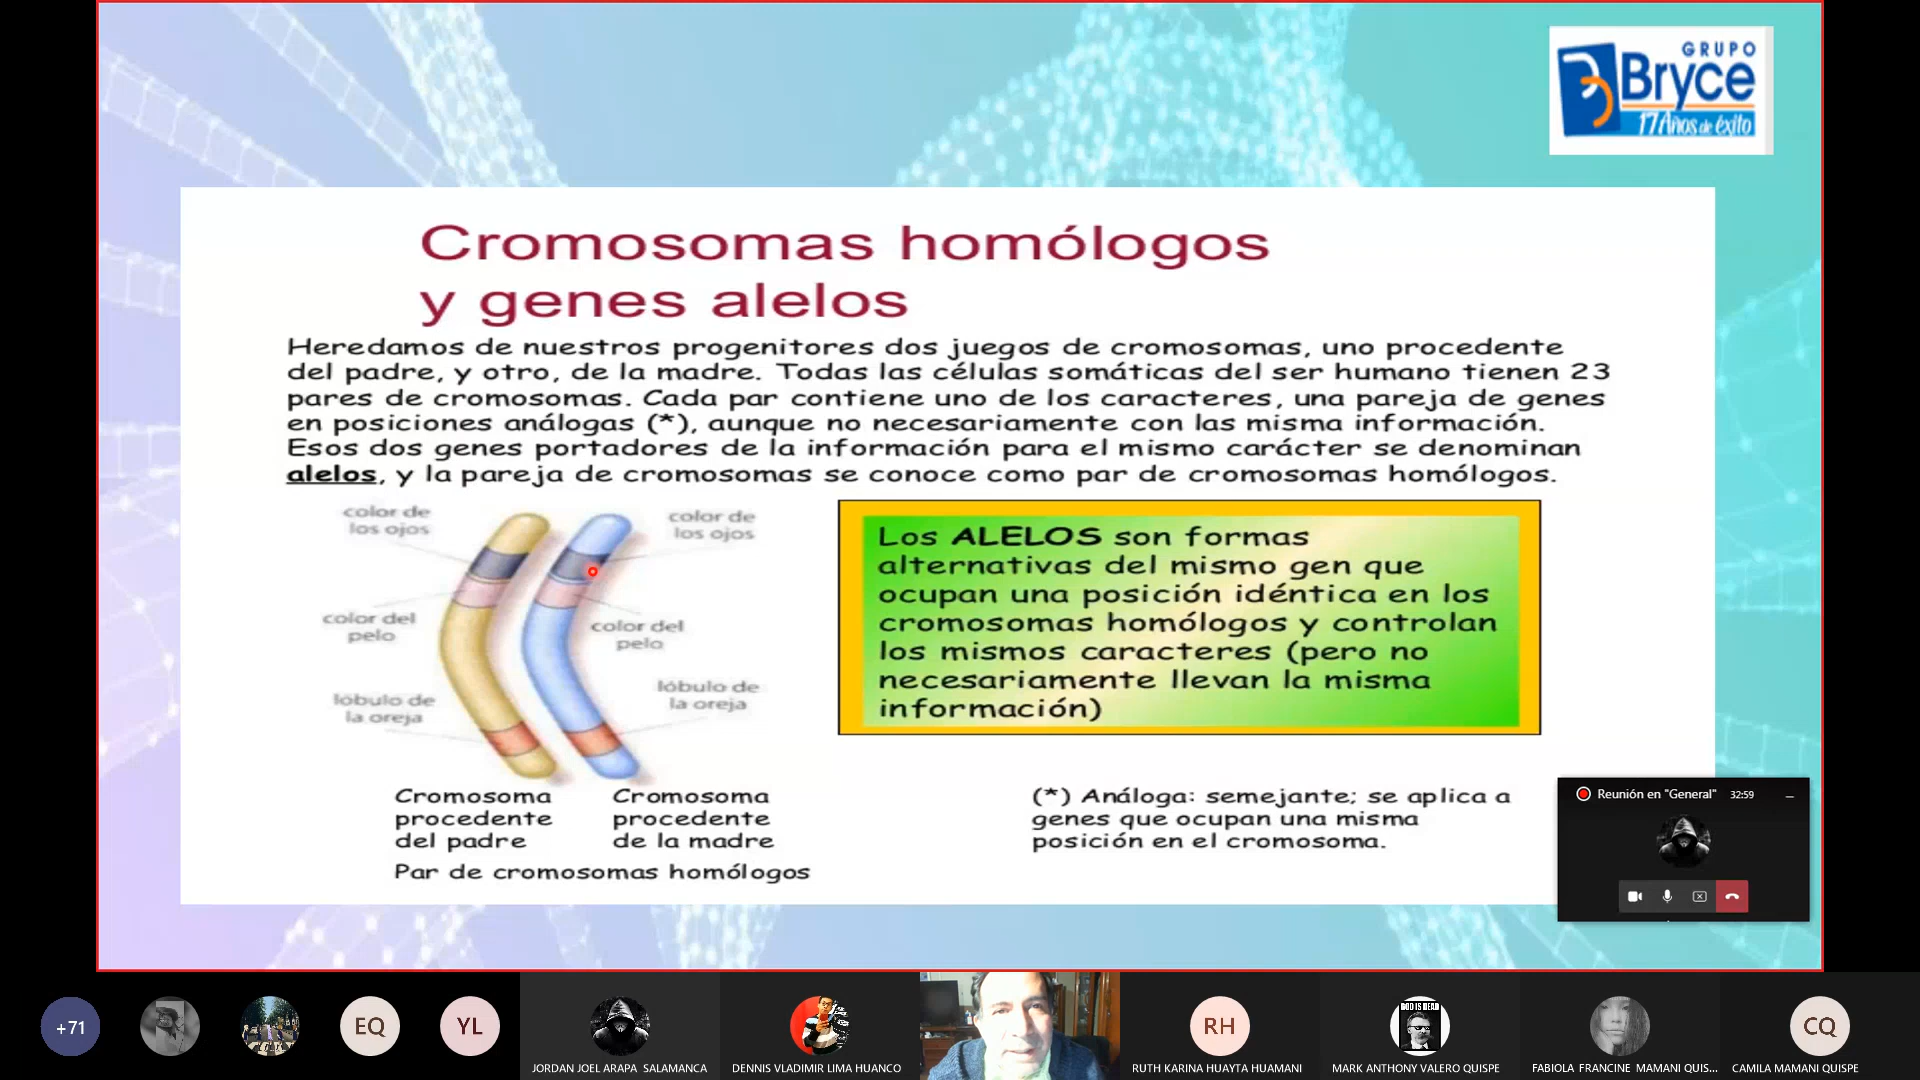 GRUPO
Bryce
17 Años de éxito
Cromosomas homólogos
y genes alelos
Heredamos de nuestros progenitores dos juegos de cromosomas, uno procedente
del padre, y otro, de la madre. Todas las células somáticas del ser humano tienen 23
pares de cromosomas. Cada par contiene uno de los caracteres, una pareja de genes
en posiciones análogas (*), aunque no necesariamente con las misma información.
Esos dos genes portadores de la información para el mismo carácter se denominan
alelos, y la pareja de cromosomas se conoce como par de cromosomas homólogos.
color de
los ojos
color de
los ojos
color del
pelo
color del
pelo
lóbulo de
la oreja
lóbulo de
la oreja
Cromosoma
procedente
del padre
Cromosoma
procedente
de la madre
Par de cromosomas homólogos
Los ALELOS son formas
alternativas del mismo gen que
ocupan una posición idéntica en los
cromosomas homólogos y controlan
los mismos caracteres (pero no
necesariamente llevan la misma
información)
(*) Análoga: semejante; se aplica a
genes que ocupan una misma
posición en el cromosoma.
Reunión en "General" 32:59
+71
EQ
YL
JORDAN JOEL ARAPA SALAMANCA
DENNIS VLADIMIR LIMA HUANCO
RH
RUTH KARINA HUAYTA HUAMANI
GOD IS DEAD
MARK ANTHONY VALERO QUISPE
FABIOLA FRANCINE MAMANI QUIS...
CQ
CAMILA MAMANI QUISPE